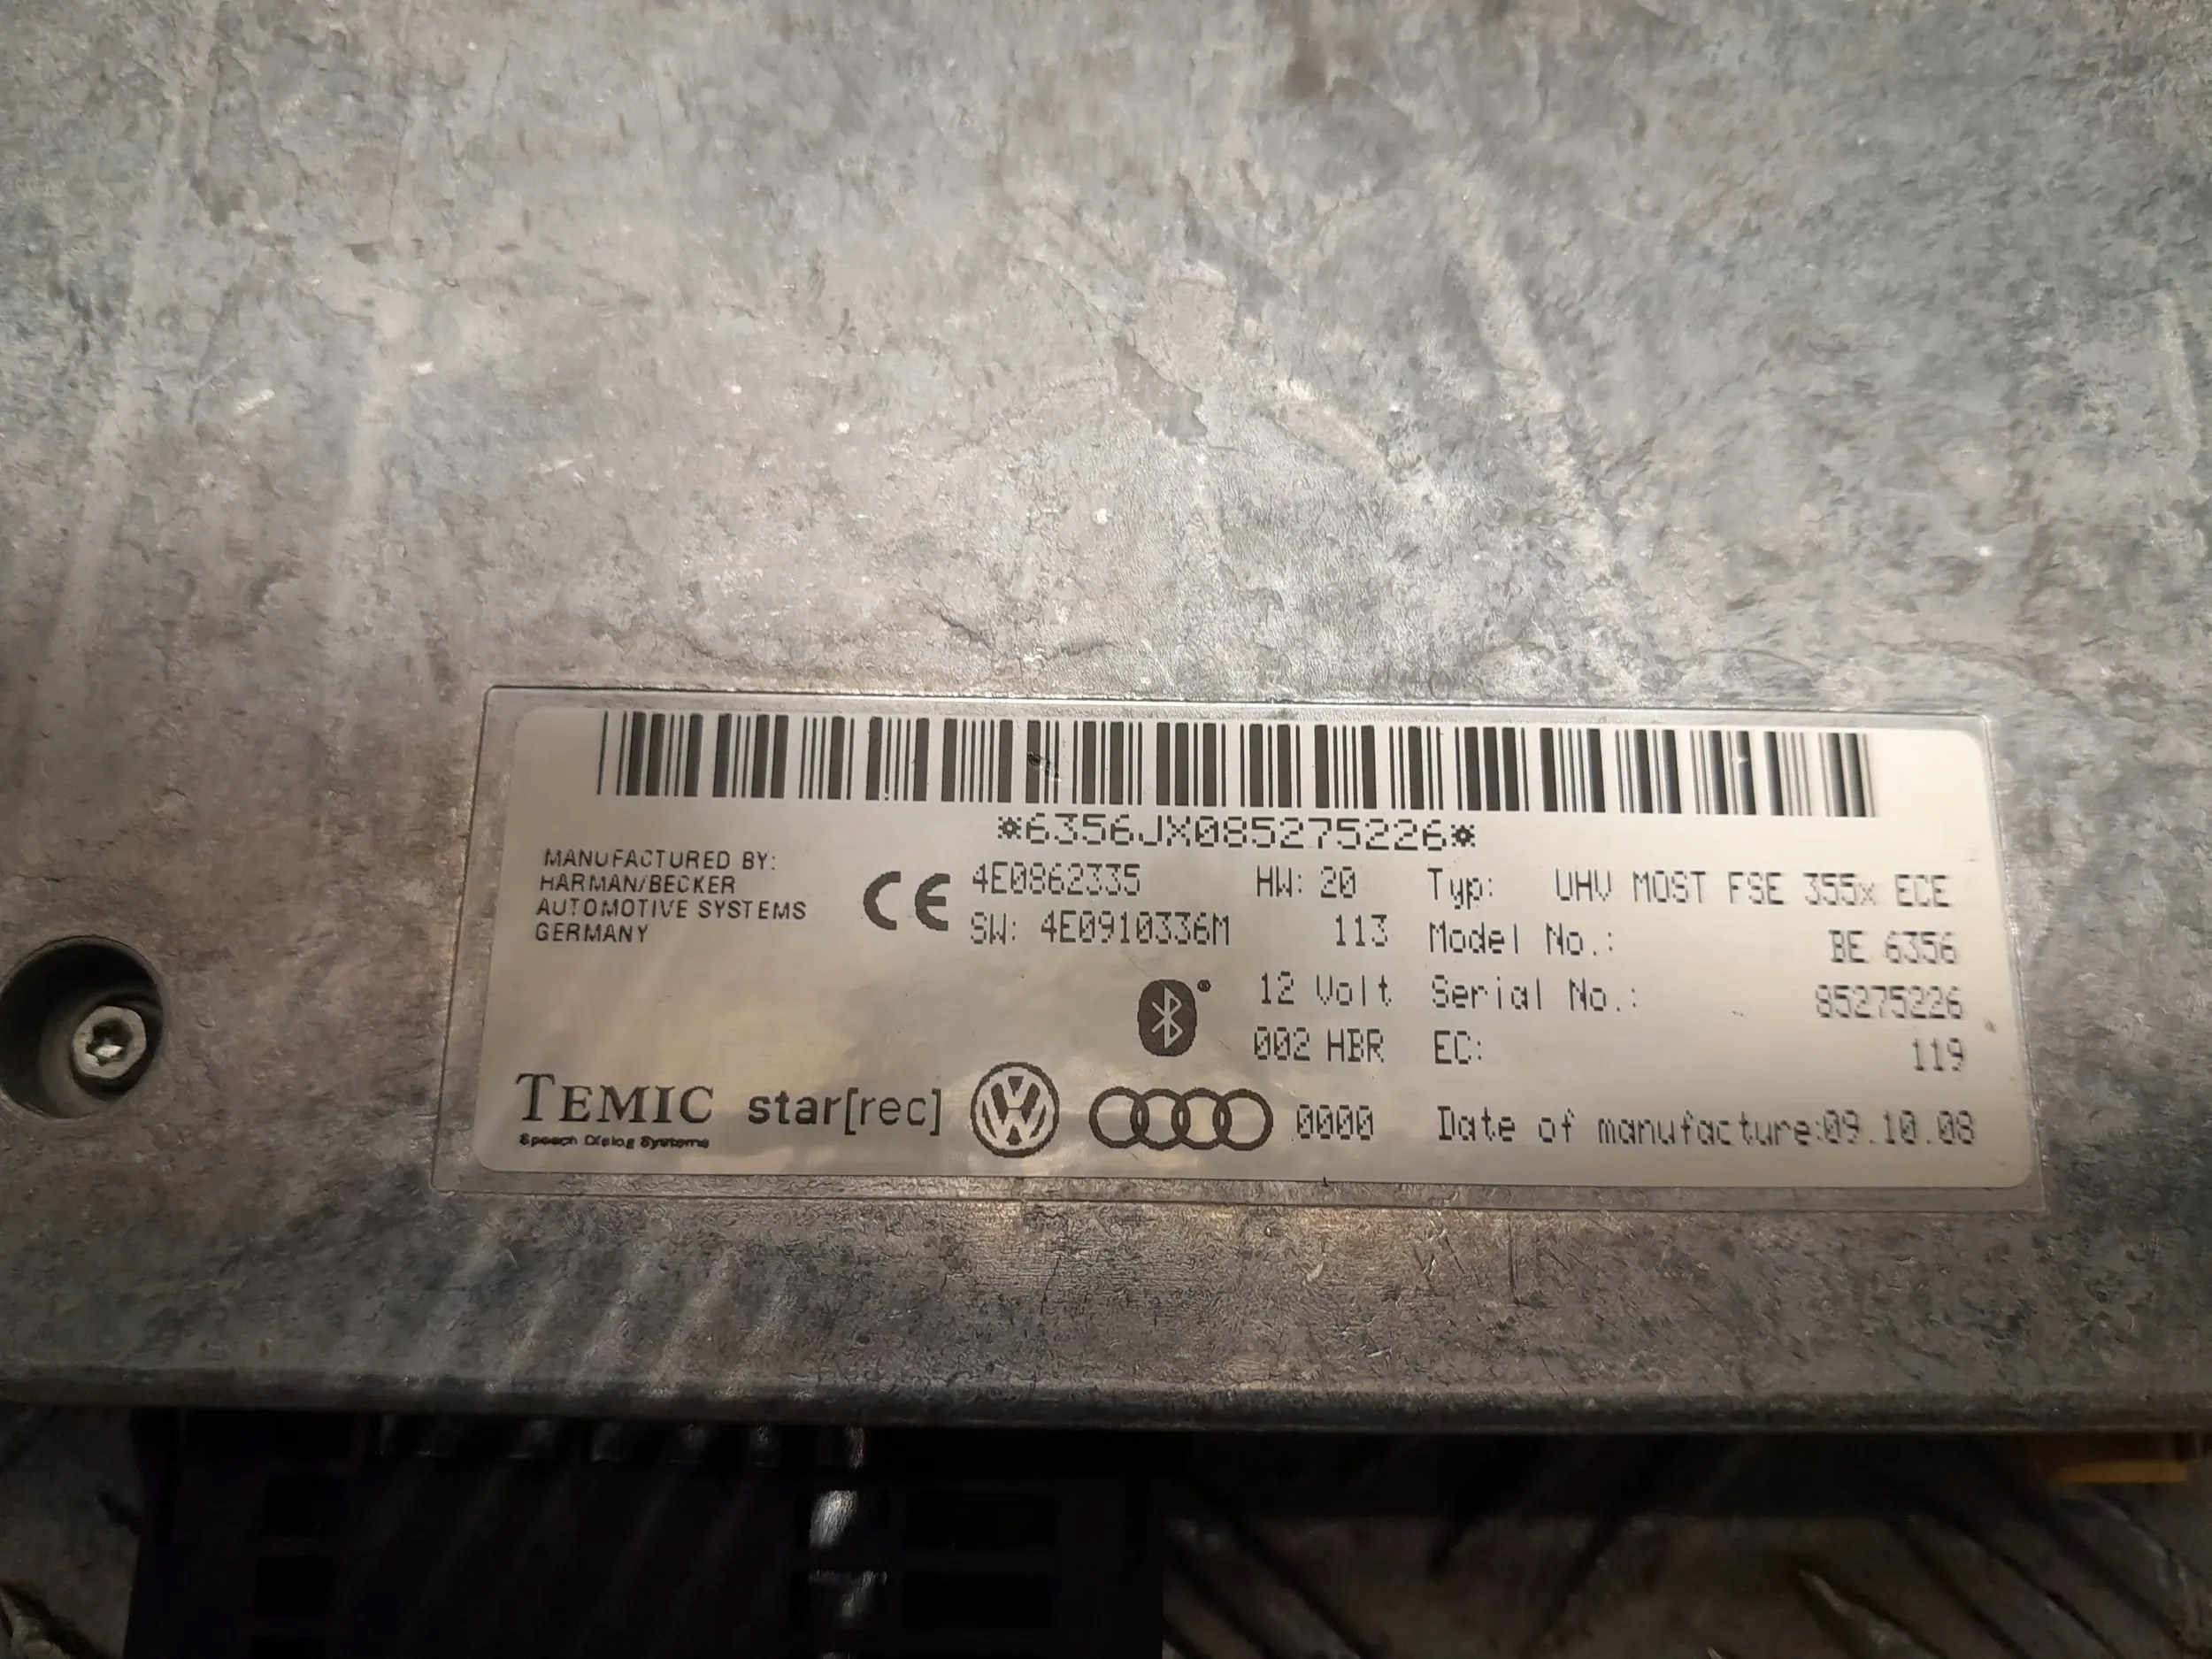 *6356JX085275226*
MANUFACTURED BY:
HARMAN/BECKER
AUTOMOTIVE SYSTEMS
GERMANY
CE
4E0862335 HW: 20
SW: 4E0910336M 113
12 Volt
002 HBR
Typ: UHV MOST FSE 355x ECE
Model No.: BE 6356
Serial No.: 85275226
EC: 119
TEMIC
Speech Dialog Systems
star[rec]
VW
0000
Date of manufacture:09.10.08